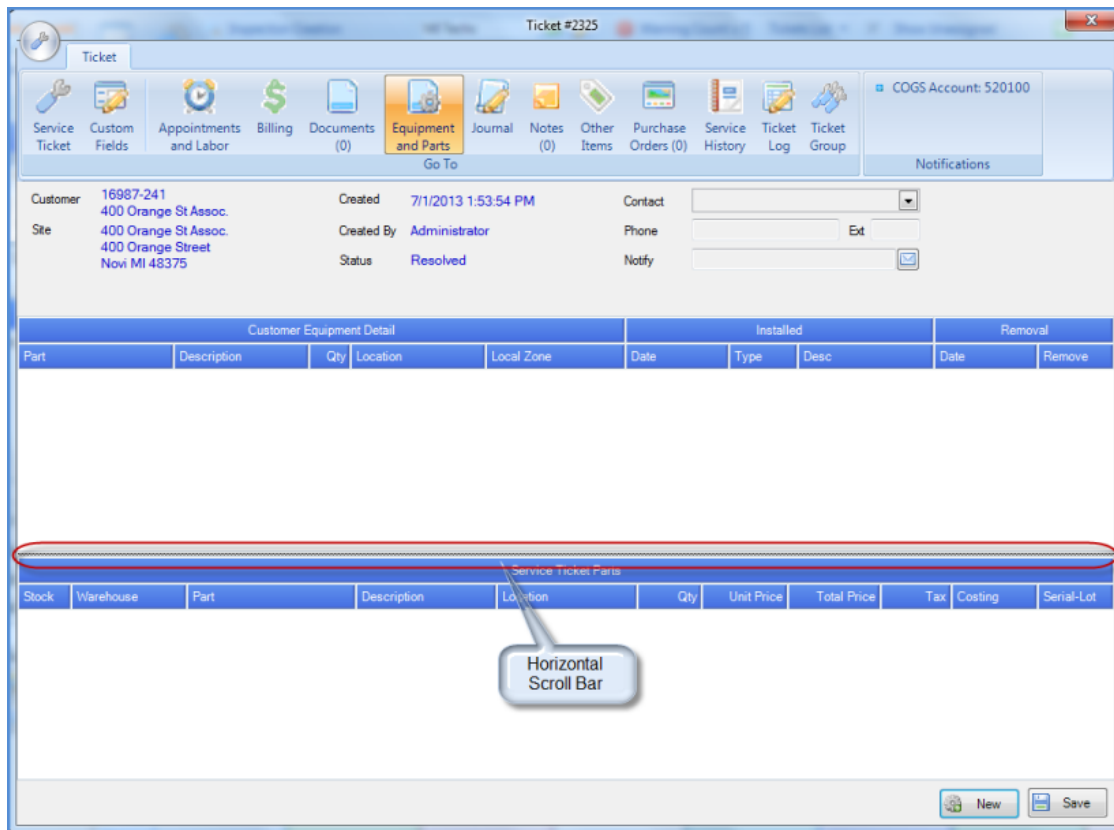 Ticket #2325
Ticket
Service Ticket
Custom Fields
Appointments and Labor
Billing
Documents (0)
Equipment and Parts
Journal
Notes (0)
Other Items
Purchase Orders (0)
Service History
Ticket Log
Ticket Group
COGS Account: 520100
Go To
Notifications
Customer 16987-241
400 Orange St Assoc.
Site 400 Orange St Assoc.
400 Orange Street
Novi MI 48375
Created 7/1/2013 1:53:54 PM
Created By Administrator
Status Resolved
Contact
Phone Ext
Notify
Customer Equipment Detail Installed Removal
Part Description Qty Location Local Zone Date Type Desc Date Remove
Service Ticket Parts
Stock Warehouse Part Description Location Qty Unit Price Total Price Tax Costing Serial-Lot
Horizontal
Scroll Bar
New Save